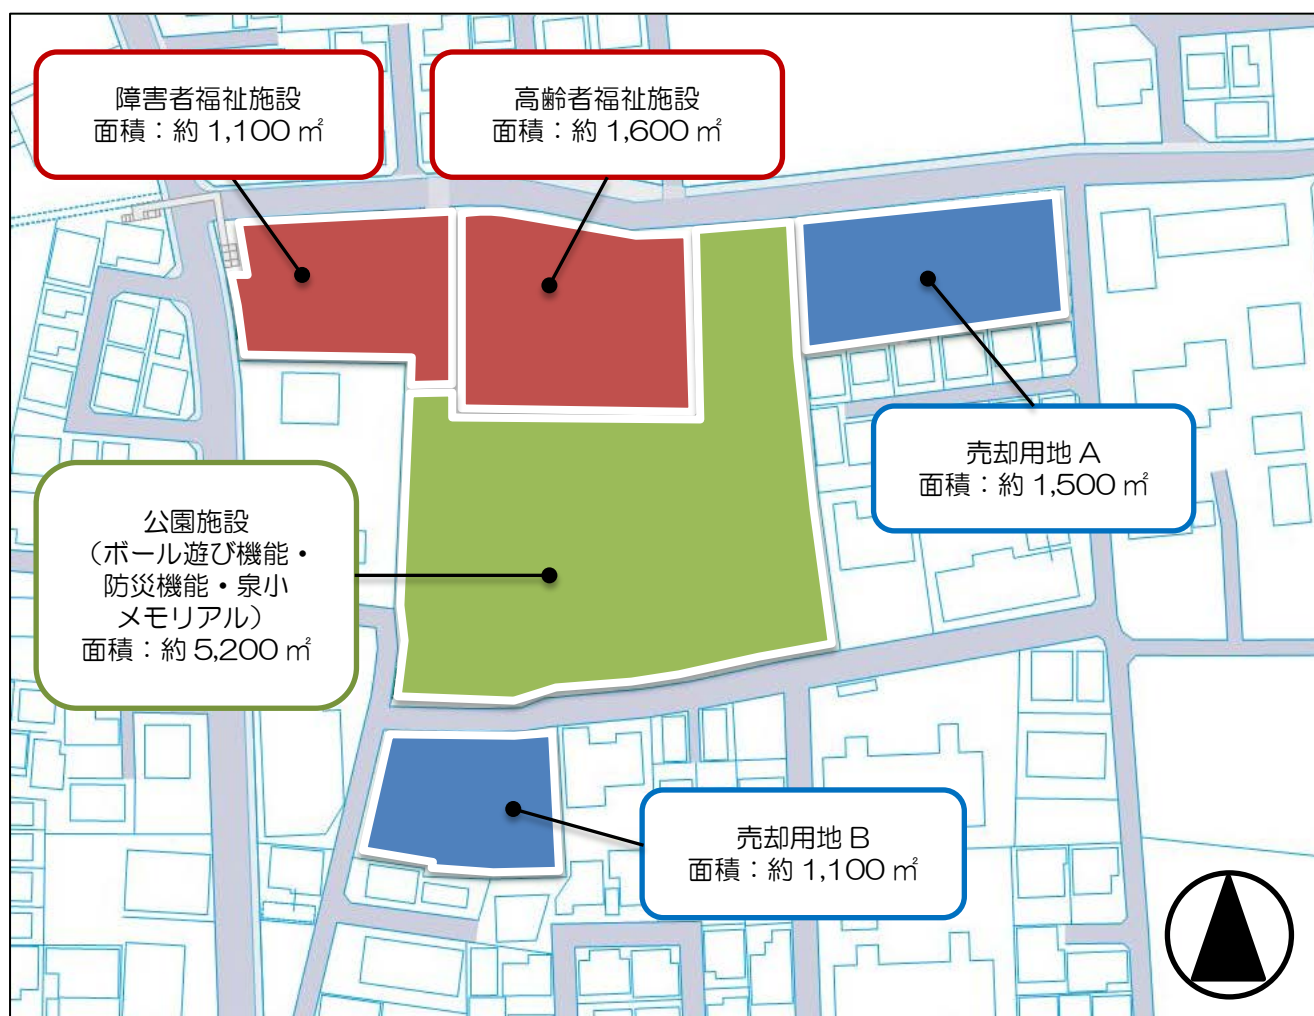 障害者福祉施設
面積：約 1,100 ㎡
高齢者福祉施設
面積：約 1,600 ㎡
売却用地 A
面積：約 1,500 ㎡
公園施設
（ボール遊び機能・
防災機能・泉小
メモリアル）
面積：約 5,200 ㎡
売却用地 B
面積：約 1,100 ㎡